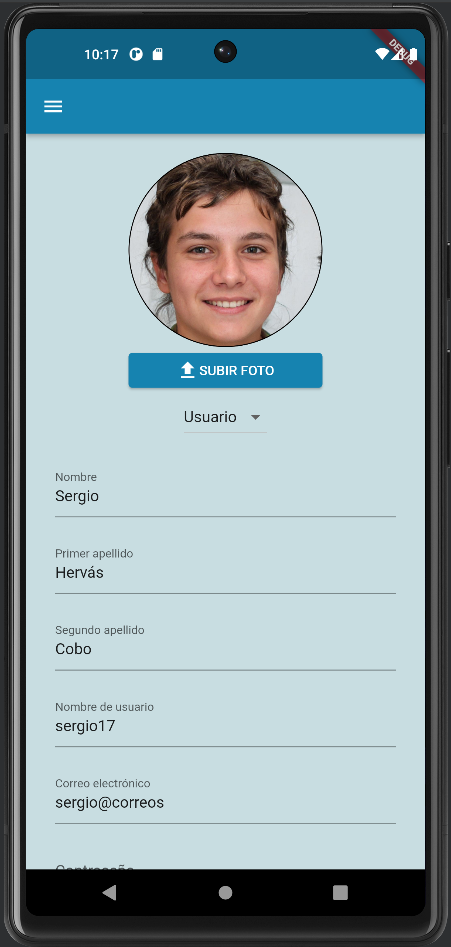 10:17
DEBUG
SUBIR FOTO
Usuario
Nombre
Sergio
Primer apellido
Hervás
Segundo apellido
Cobo
Nombre de usuario
sergio17
Correo electrónico
sergio@correos
Contraseña